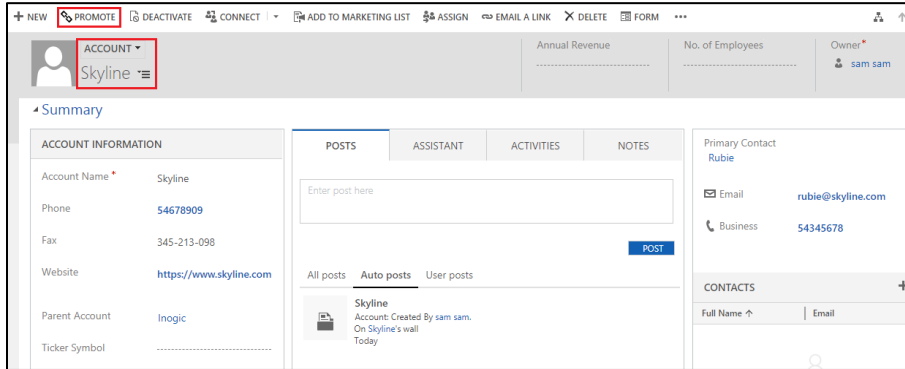 + NEW PROMOTE DEACTIVATE CONNECT ADD TO MARKETING LIST ASSIGN EMAIL A LINK DELETE FORM •••
ACCOUNT
Skyline
Annual Revenue
No. of Employees
Owner*
sam sam
Summary
ACCOUNT INFORMATION
Account Name * Skyline
Phone 54678909
Fax 345-213-098
Website https://www.skyline.com
Parent Account Inogic
Ticker Symbol
POSTS ASSISTANT ACTIVITIES NOTES
Enter post here
POST
All posts Auto posts User posts
Skyline
Account: Created By sam sam.
On Skyline's wall
Today
Primary Contact
Rubie
Email rubie@skyline.com
Business 54345678
CONTACTS +
Full Name ↑ Email